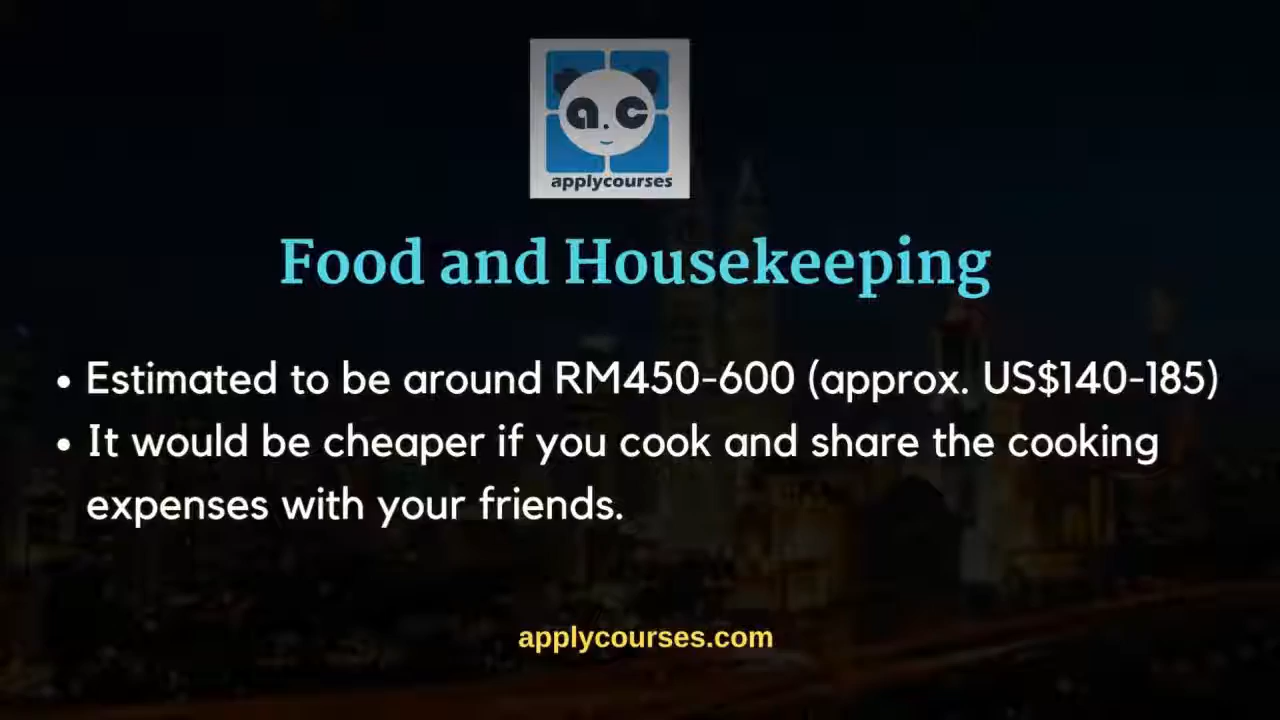 a.c
applycourses
Food and Housekeeping
• Estimated to be around RM450-600 (approx. US$140-185)
• It would be cheaper if you cook and share the cooking
expenses with your friends.
applycourses.com